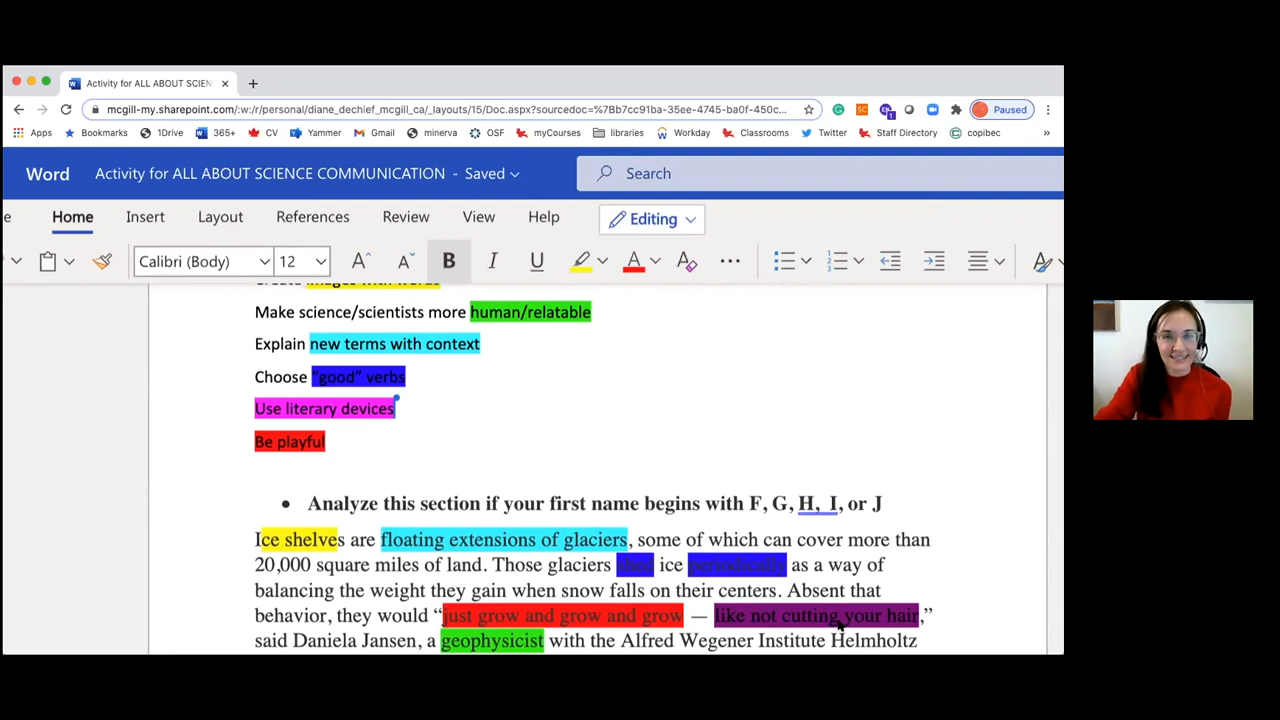 Activity for ALL ABOUT SCIEN
mcgill-my.sharepoint.com/:w:/r/personal/diane_dechief_mcgill_ca/_layouts/15/Doc.aspx?sourcedoc=%7Bb7cc91ba-35ee-4745-ba0f-450c...
Paused
Apps Bookmarks 1Drive 365+ CV Yammer Gmail minerva OSF myCourses libraries Workday Classrooms Twitter Staff Directory copibec »
Word Activity for ALL ABOUT SCIENCE COMMUNICATION - Saved Search
e Home Insert Layout References Review View Help Editing
Calibri (Body) 12 B I U
Create images with words
Make science/scientists more human/relatable
Explain new terms with context
Choose "good" verbs
Use literary devices
Be playful
• Analyze this section if your first name begins with F, G, H, I, or J
Ice shelves are floating extensions of glaciers, some of which can cover more than
20,000 square miles of land. Those glaciers shed ice periodically as a way of
balancing the weight they gain when snow falls on their centers. Absent that
behavior, they would “just grow and grow and grow — like not cutting your hair,”
said Daniela Jansen, a geophysicist with the Alfred Wegener Institute Helmholtz